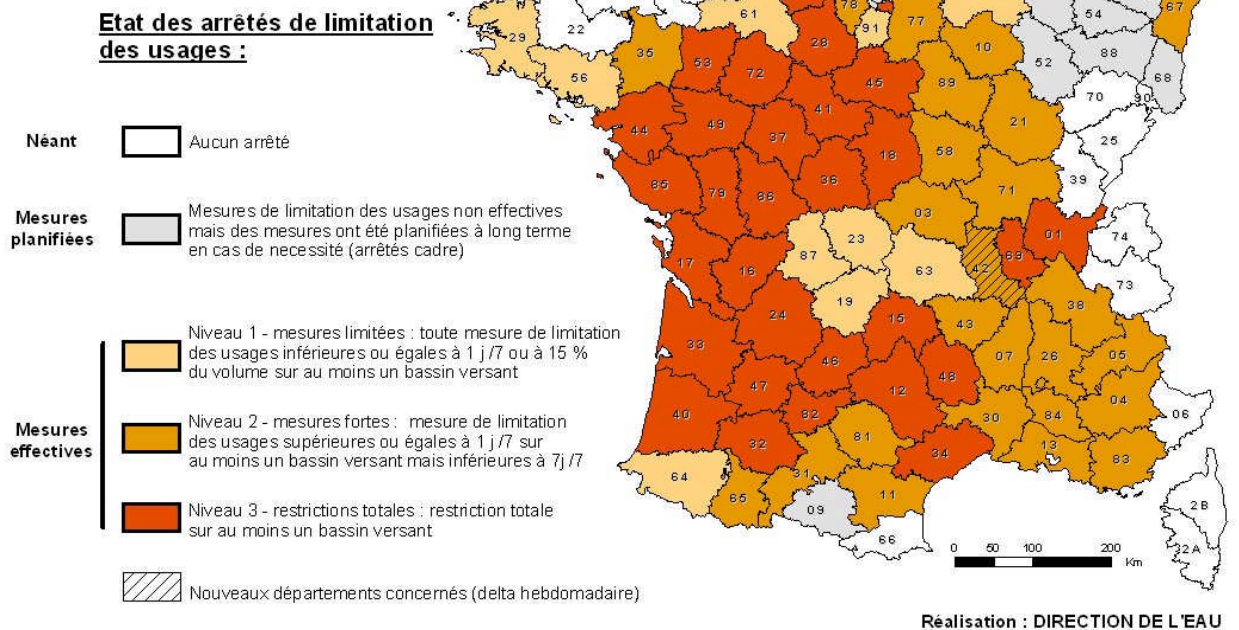 Etat des arrêtés de limitation
des usages :
Néant
Aucun arrêté
Mesures
planifiées
Mesures de limitation des usages non effectives
mais des mesures ont été planifiées à long terme
en cas de necessité (arrêtés cadre)
Mesures
effectives
Niveau 1 - mesures limitées : toute mesure de limitation
des usages inférieures ou égales à 1 j /7 ou à 15 %
du volume sur au moins un bassin versant
Niveau 2 - mesures fortes : mesure de limitation
des usages supérieures ou égales à 1 j /7 sur
au moins un bassin versant mais inférieures à 7j /7
Niveau 3 - restrictions totales : restriction totale
sur au moins un bassin versant
Nouveaux départements concernés (delta hebdomadaire)
61 78 91 77 54 67
29 22 35 53 72 28 10 52 88 68
56 45 89 70 90
44 49 37 41 18 58 21 25
85 79 86 36 03 71 39
17 16 87 23 63 42 69 01 74
19 73
24 15 43 38
33 46 07 26 05
47 12 48 04 06
40 82 30 84
32 81 34 13 83
64 65 31 11
09 66
2B
2A
0 50 100 200
Km
Réalisation : DIRECTION DE L'EAU